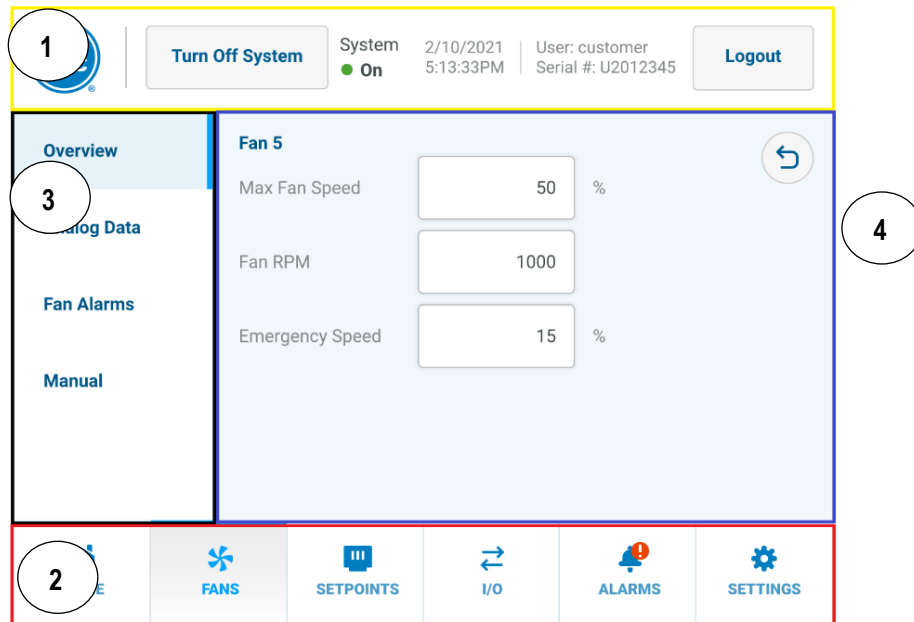 1
Turn Off System
System
On
2/10/2021
5:13:33PM
User: customer
Serial #: U2012345
Logout
®
Overview
3
Data
Fan Alarms
Manual
Fan 5
Max Fan Speed 50 %
Fan RPM 1000
Emergency Speed 15 %
4
2
FANS
SETPOINTS
I/O
ALARMS
SETTINGS